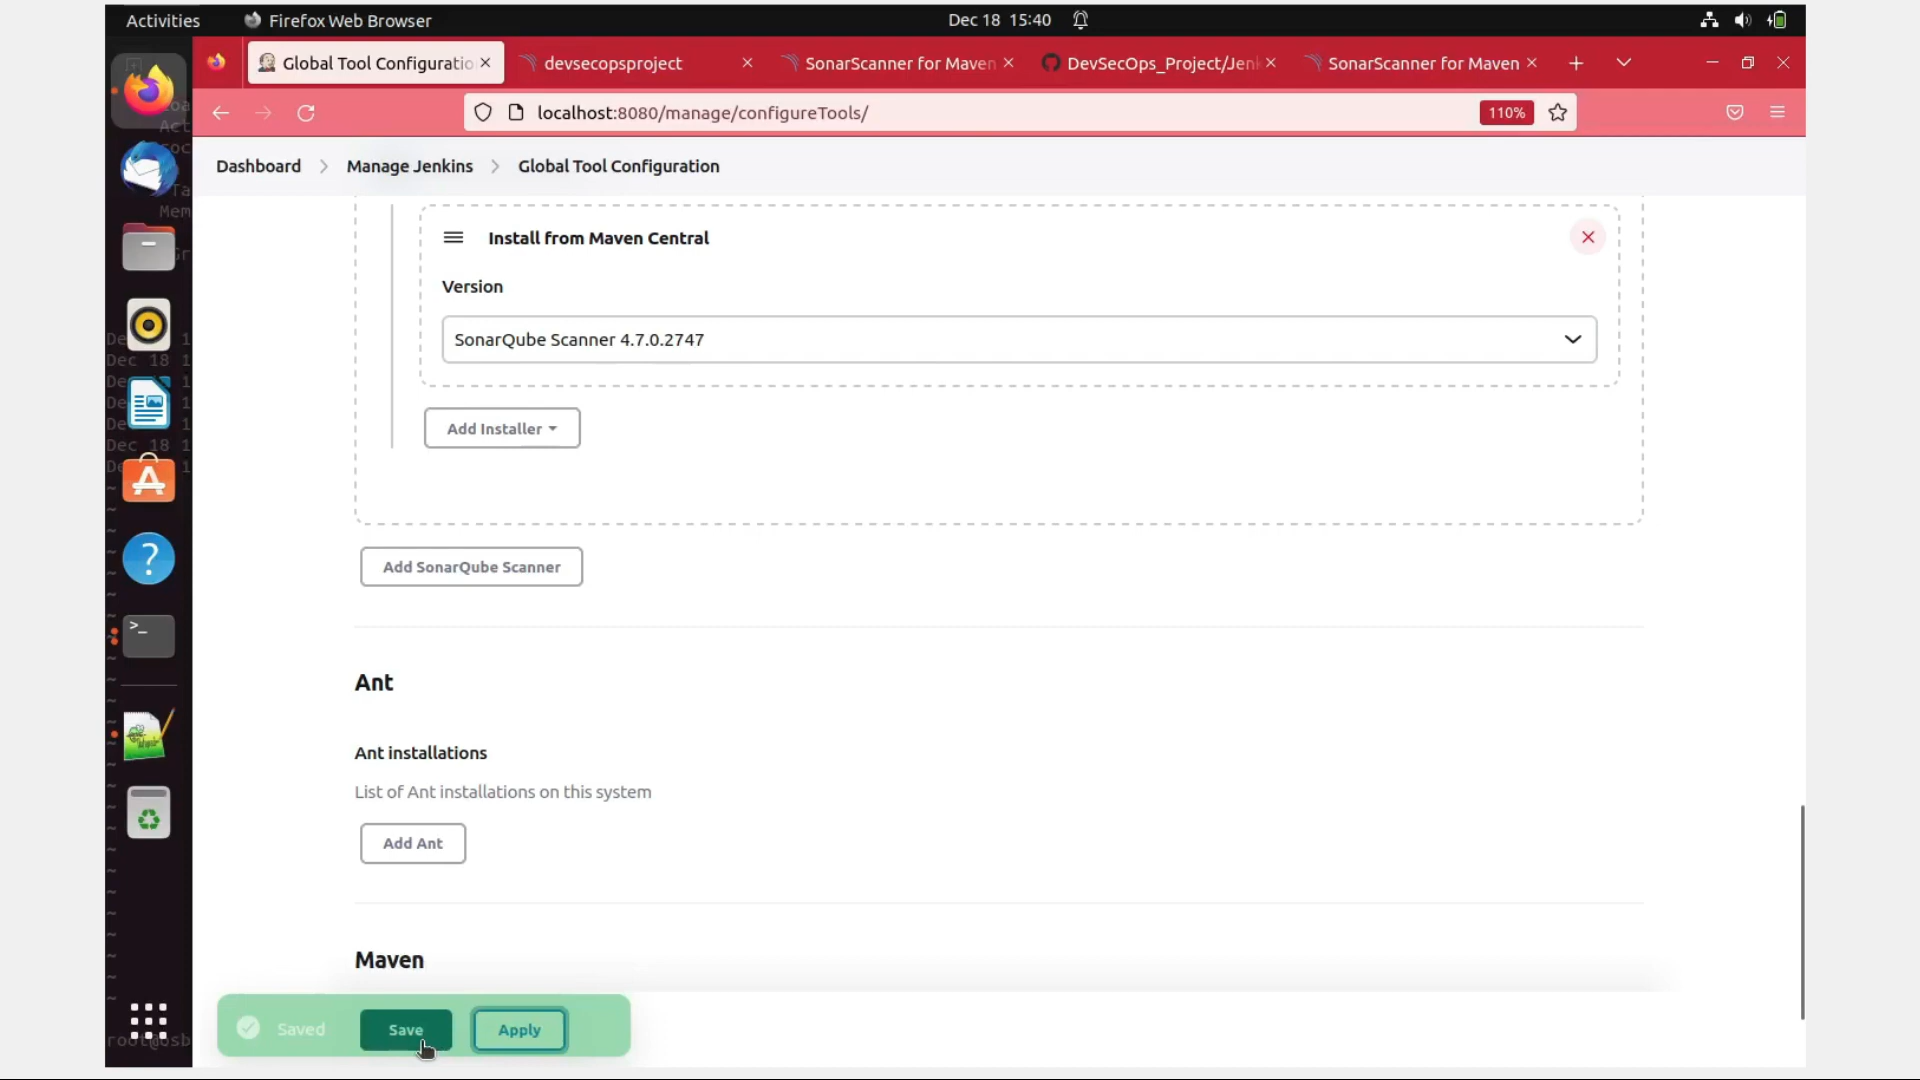 Activities Firefox Web Browser Dec 18 15:40
Global Tool Configuratio devsecopsproject SonarScanner for Maven DevSecOps_Project/Jenk SonarScanner for Maven
localhost:8080/manage/configureTools/ 110%
Dashboard Manage Jenkins Global Tool Configuration
Install from Maven Central
Version
SonarQube Scanner 4.7.0.2747
Add Installer
Add SonarQube Scanner
Ant
Ant installations
List of Ant installations on this system
Add Ant
Maven
Saved Save Apply